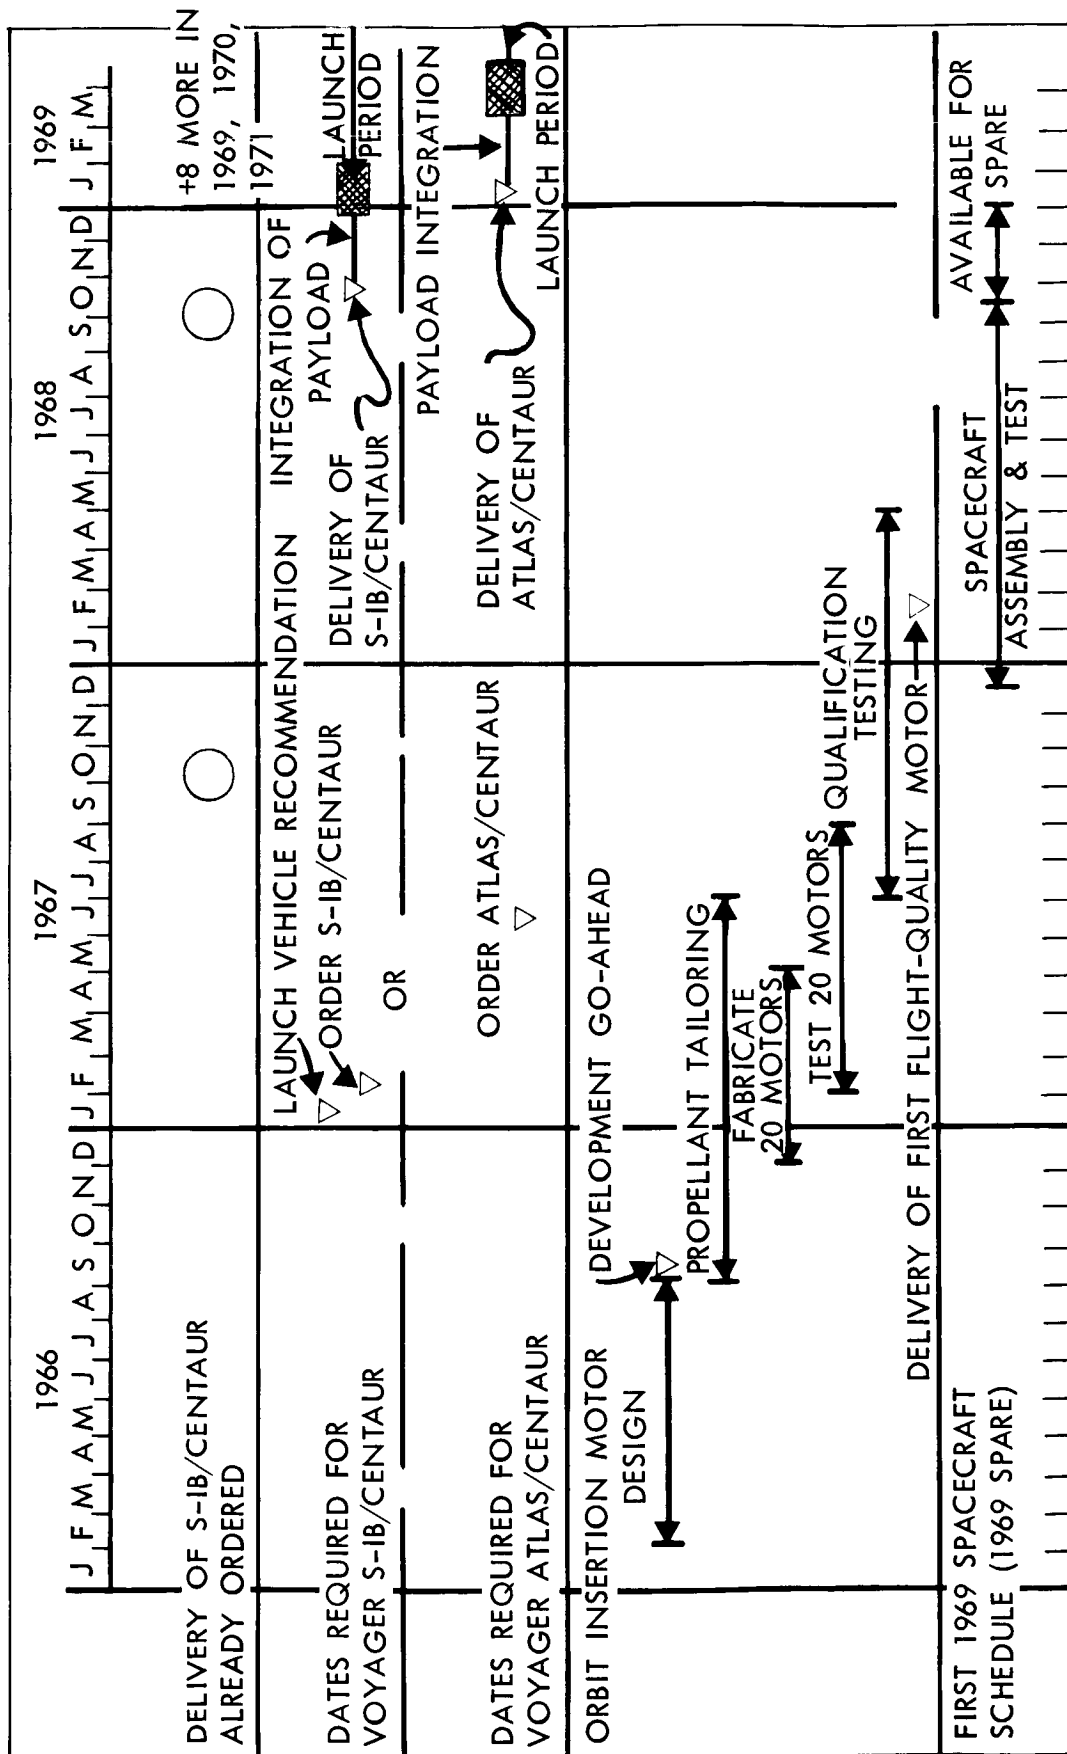 1966
1967
1968
1969
J F M A M J J A S O N D J F M A M J J A S O N D J F M A M J J A S O N D J F M
DELIVERY OF S-IB/CENTAUR
ALREADY ORDERED
+8 MORE IN
1969, 1970,
1971
LAUNCH VEHICLE RECOMMENDATION
INTEGRATION OF
PAYLOAD
LAUNCH
PERIOD
DATES REQUIRED FOR
VOYAGER S-IB/CENTAUR
ORDER S-IB/CENTAUR
DELIVERY OF
S-IB/CENTAUR
OR
PAYLOAD INTEGRATION
DATES REQUIRED FOR
VOYAGER ATLAS/CENTAUR
ORDER ATLAS/CENTAUR
DELIVERY OF
ATLAS/CENTAUR
LAUNCH PERIOD
ORBIT INSERTION MOTOR
DESIGN
DEVELOPMENT GO-AHEAD
PROPELLANT TAILORING
FABRICATE
20 MOTORS
TEST 20 MOTORS
QUALIFICATION
TESTING
DELIVERY OF FIRST FLIGHT-QUALITY MOTOR
FIRST 1969 SPACECRAFT
SCHEDULE (1969 SPARE)
SPACECRAFT
ASSEMBLY & TEST
AVAILABLE FOR
SPARE